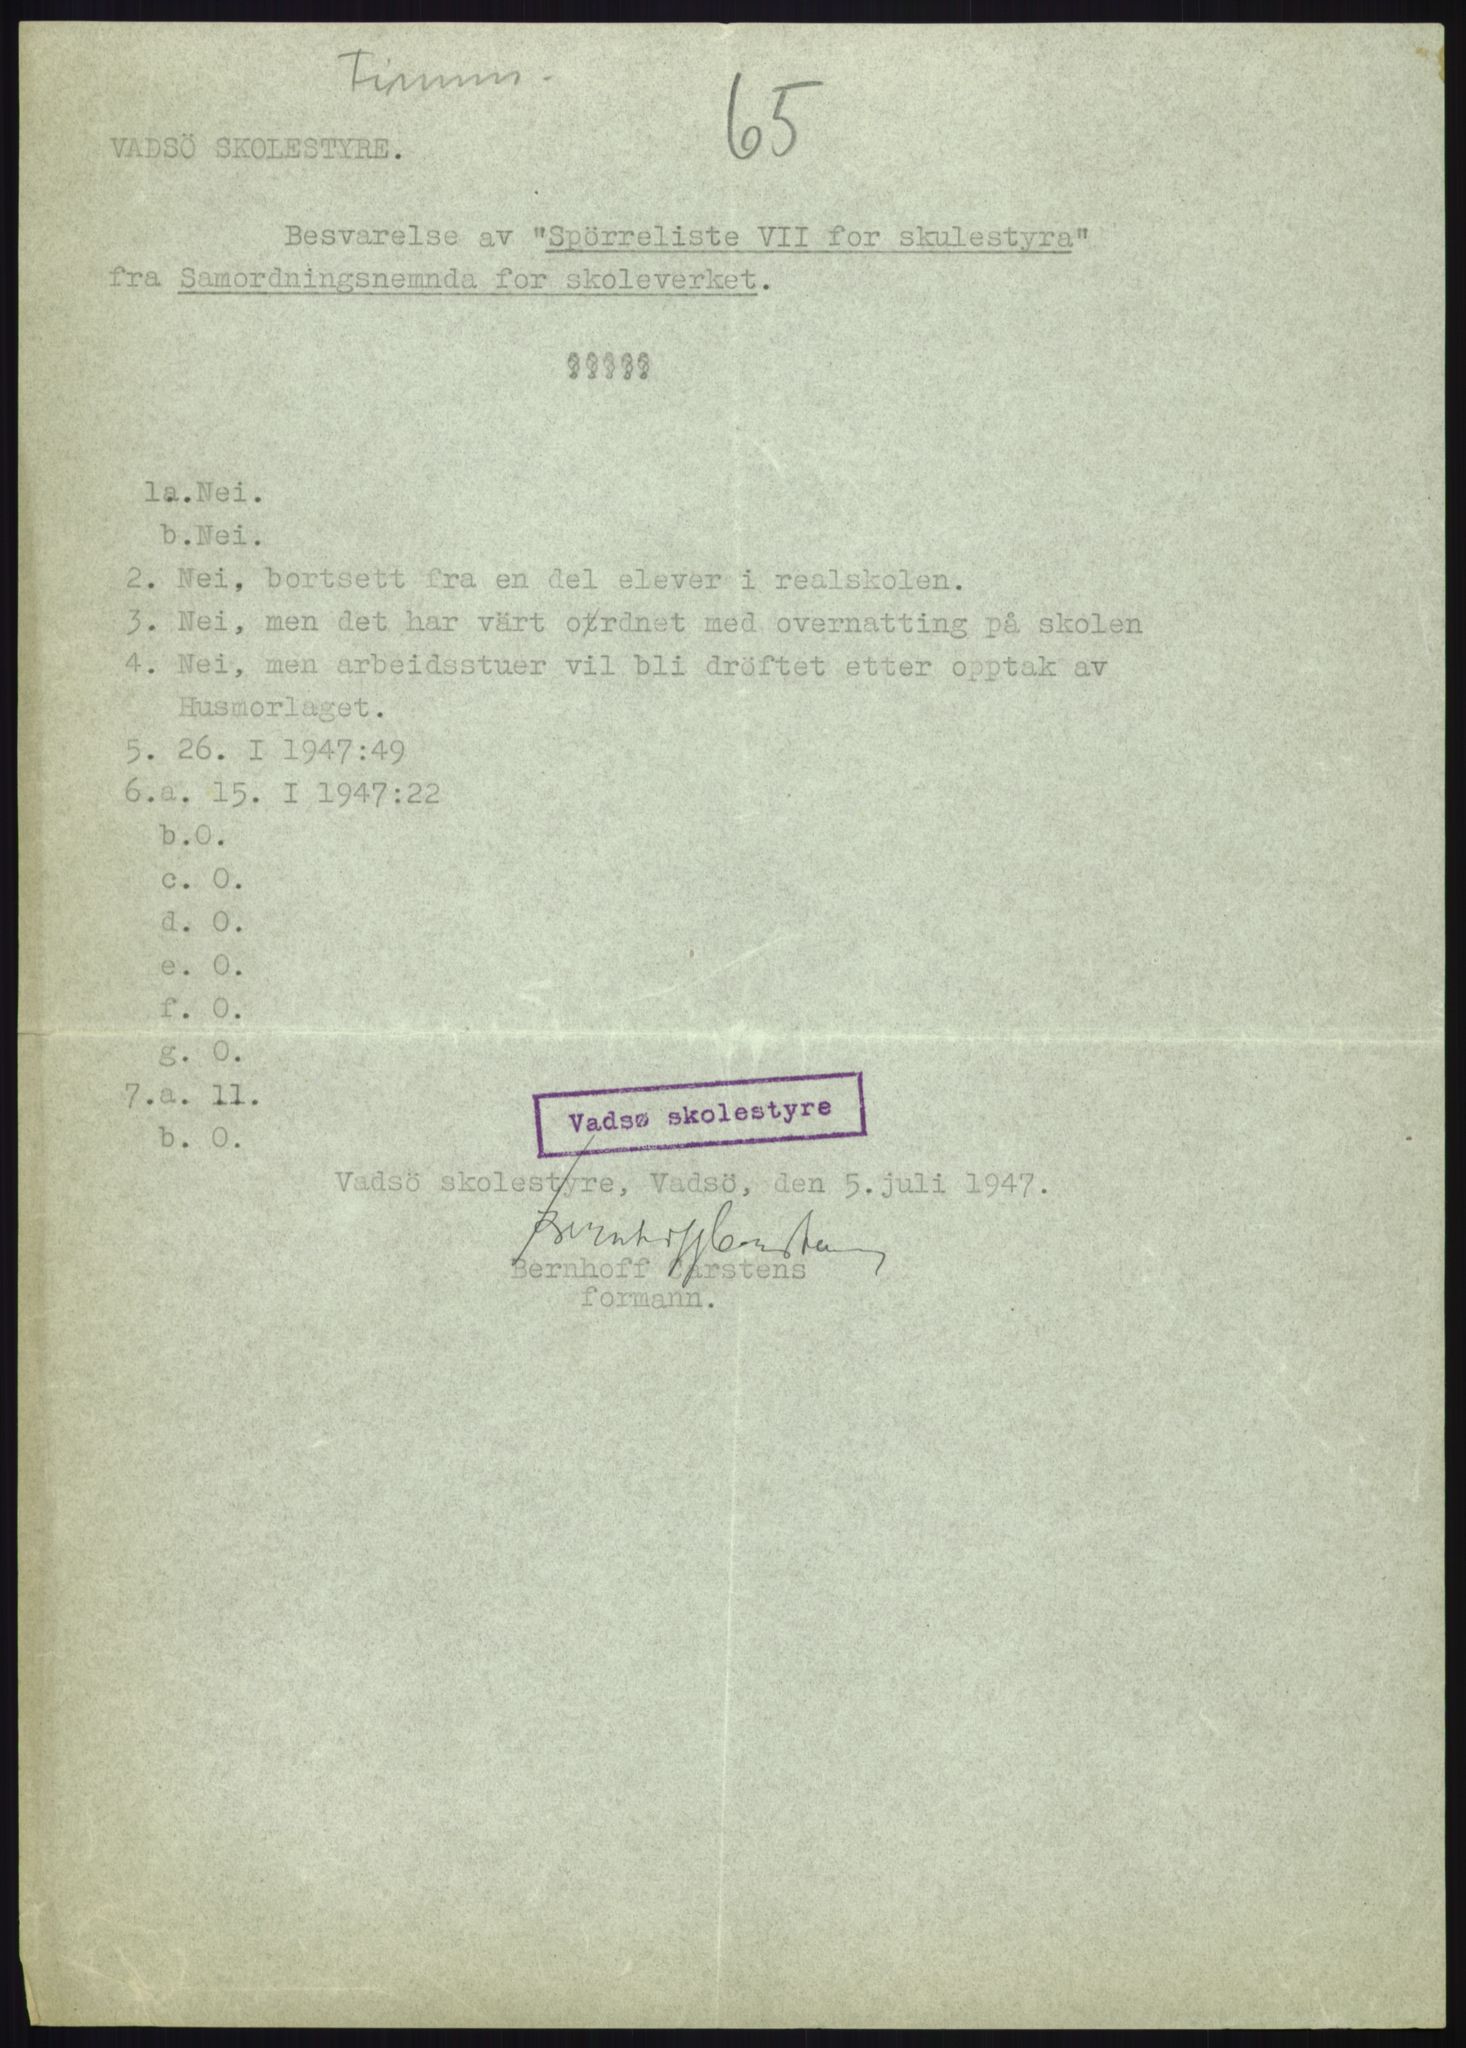 65
VADSÖ SKOLESTYRE.
Besvarelse av "Spörreliste VII for skulestyra"
fra Samordningsnemnda for skoleverket.
1a.Nei.
b.Nei.
2. Nei, bortsett fra en del elever i realskolen.
3. Nei, men det har värt otrdnet med overnatting på skolen
4. Nei, men arbeidsstuer vil bli dröftet etter opptak av
Husmorlaget.
5. 26. I 1947:49
6.a. 15. I 1947:22
b.0.
c. 0.
d. 0.
e. 0.
f. 0.
g. 0.
7.a. 11.
b. 0.
Vadsø skolestyre
Vadsö skolestyre, Vadsö, den 5.juli 1947.
Bernhoff Carstens
Bernhoff Carstens
formann.